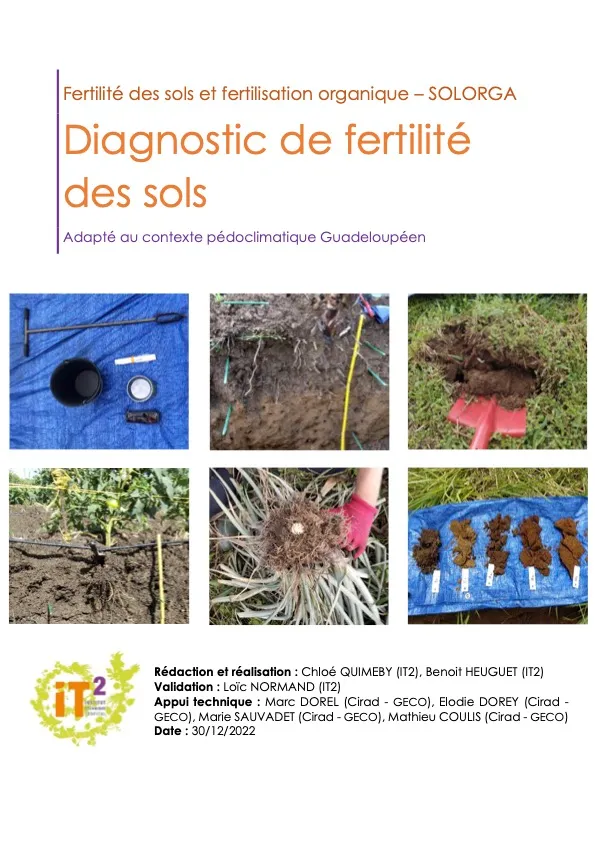 Fertilité des sols et fertilisation organique – SOLORGA
Diagnostic de fertilité
des sols
Adapté au contexte pédoclimatique Guadeloupéen
iT2
Rédaction et réalisation : Chloé QUIMEBY (IT2), Benoit HEUGUET (IT2)
Validation : Loïc NORMAND (IT2)
Appui technique : Marc DOREL (Cirad - GECO), Elodie DOREY (Cirad -
GECO), Marie SAUVADET (Cirad - GECO), Mathieu COULIS (Cirad - GECO)
Date : 30/12/2022